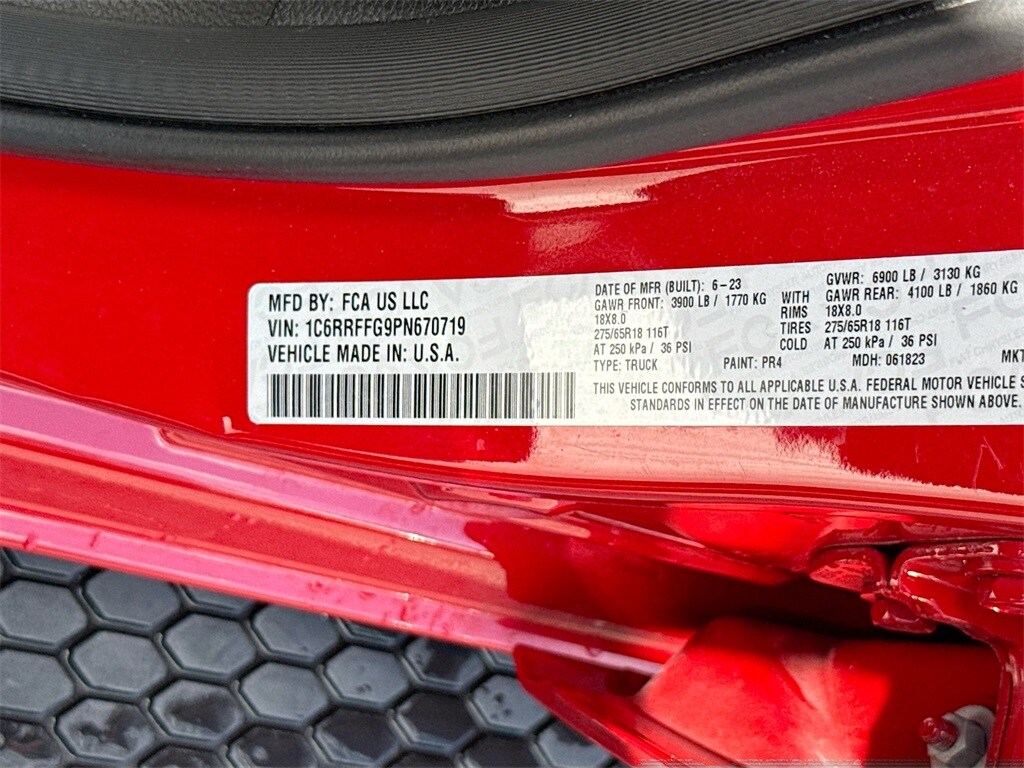 MFD BY: FCA US LLC
VIN: 1C6RRFFG9PN670719
VEHICLE MADE IN: U.S.A.
DATE OF MFR (BUILT): 6-23
GAWR FRONT: 3900 LB / 1770 KG
18X8.0
275/65R18 116T
AT 250 kPa / 36 PSI
TYPE: TRUCK
WITH
RIMS
TIRES
COLD
GVWR: 6900 LB / 3130 KG
GAWR REAR: 4100 LB / 1860 KG
18X8.0
275/65R18 116T
AT 250 kPa / 36 PSI
PAINT: PR4
MDH: 061823
MKT
THIS VEHICLE CONFORMS TO ALL APPLICABLE U.S.A. FEDERAL MOTOR VEHICLE S
STANDARDS IN EFFECT ON THE DATE OF MANUFACTURE SHOWN ABOVE.